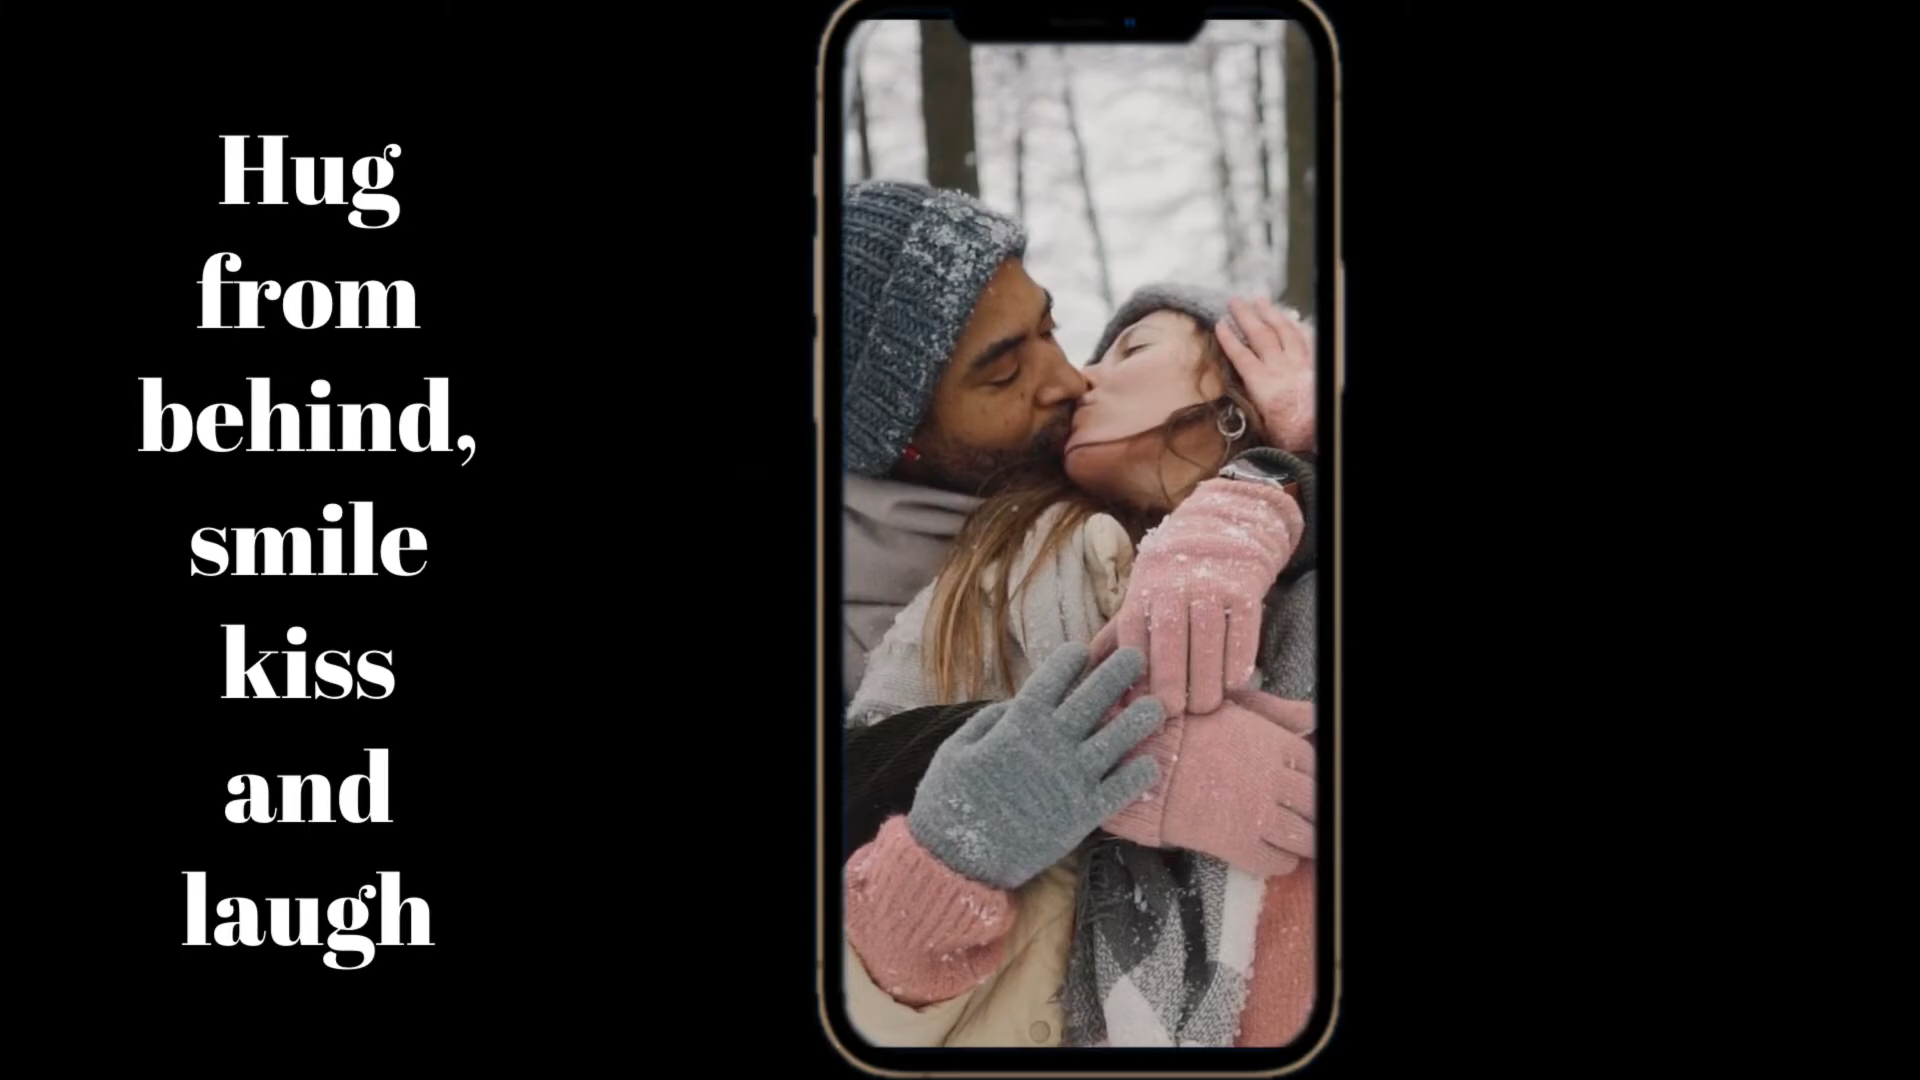 Hug
from
behind,
smile
kiss
and
laugh